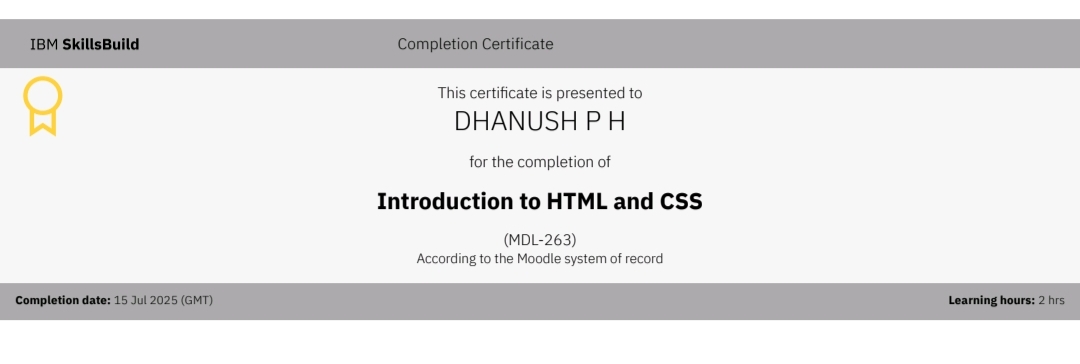 IBM SkillsBuild
Completion Certificate
This certificate is presented to
DHANUSH P H
for the completion of
Introduction to HTML and CSS
(MDL-263)
According to the Moodle system of record
Completion date: 15 Jul 2025 (GMT)
Learning hours: 2 hrs